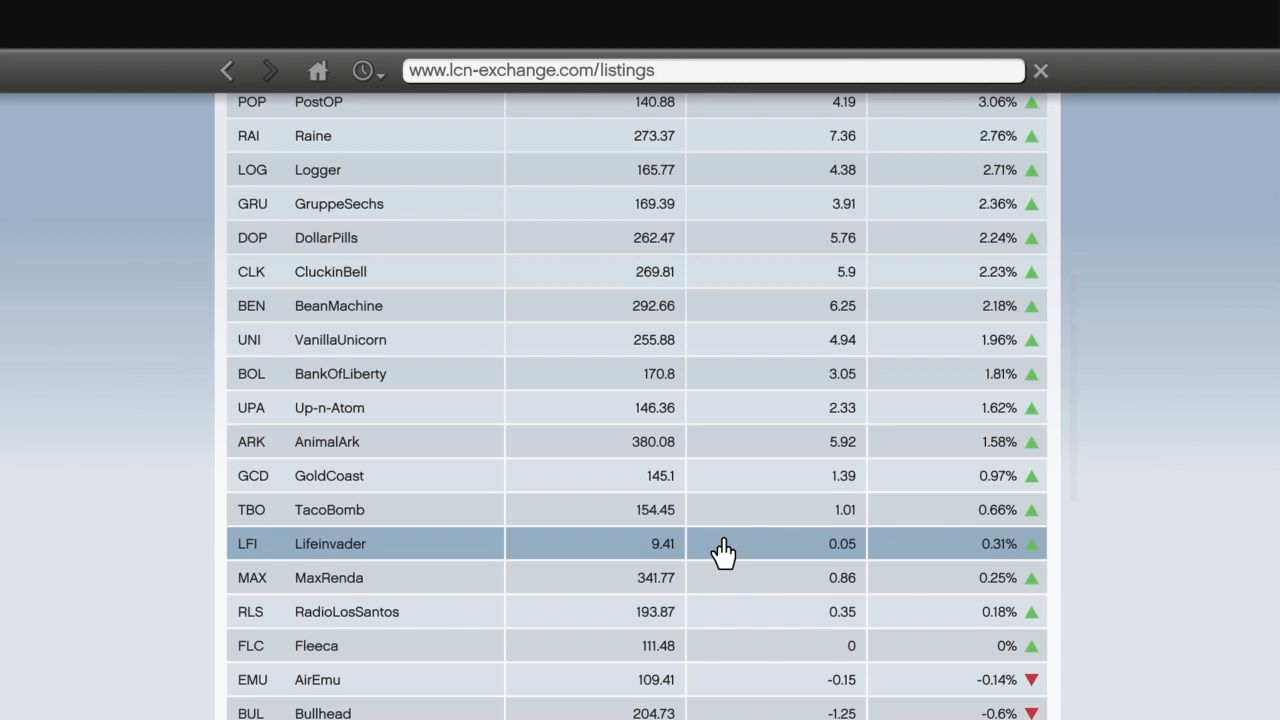 www.lcn-exchange.com/listings
POP PostOP 140.88 4.19 3.06%
RAI Raine 273.37 7.36 2.76%
LOG Logger 165.77 4.38 2.71%
GRU GruppeSechs 169.39 3.91 2.36%
DOP DollarPills 262.47 5.76 2.24%
CLK CluckinBell 269.81 5.9 2.23%
BEN BeanMachine 292.66 6.25 2.18%
UNI VanillaUnicorn 255.88 4.94 1.96%
BOL BankOfLiberty 170.8 3.05 1.81%
UPA Up-n-Atom 146.36 2.33 1.62%
ARK AnimalArk 380.08 5.92 1.58%
GCD GoldCoast 145.1 1.39 0.97%
TBO TacoBomb 154.45 1.01 0.66%
LFI Lifeinvader 9.41 0.05 0.31%
MAX MaxRenda 341.77 0.86 0.25%
RLS RadioLosSantos 193.87 0.35 0.18%
FLC Fleeca 111.48 0 0%
EMU AirEmu 109.41 -0.15 -0.14%
BUL Bullhead 204.73 -1.25 -0.6%